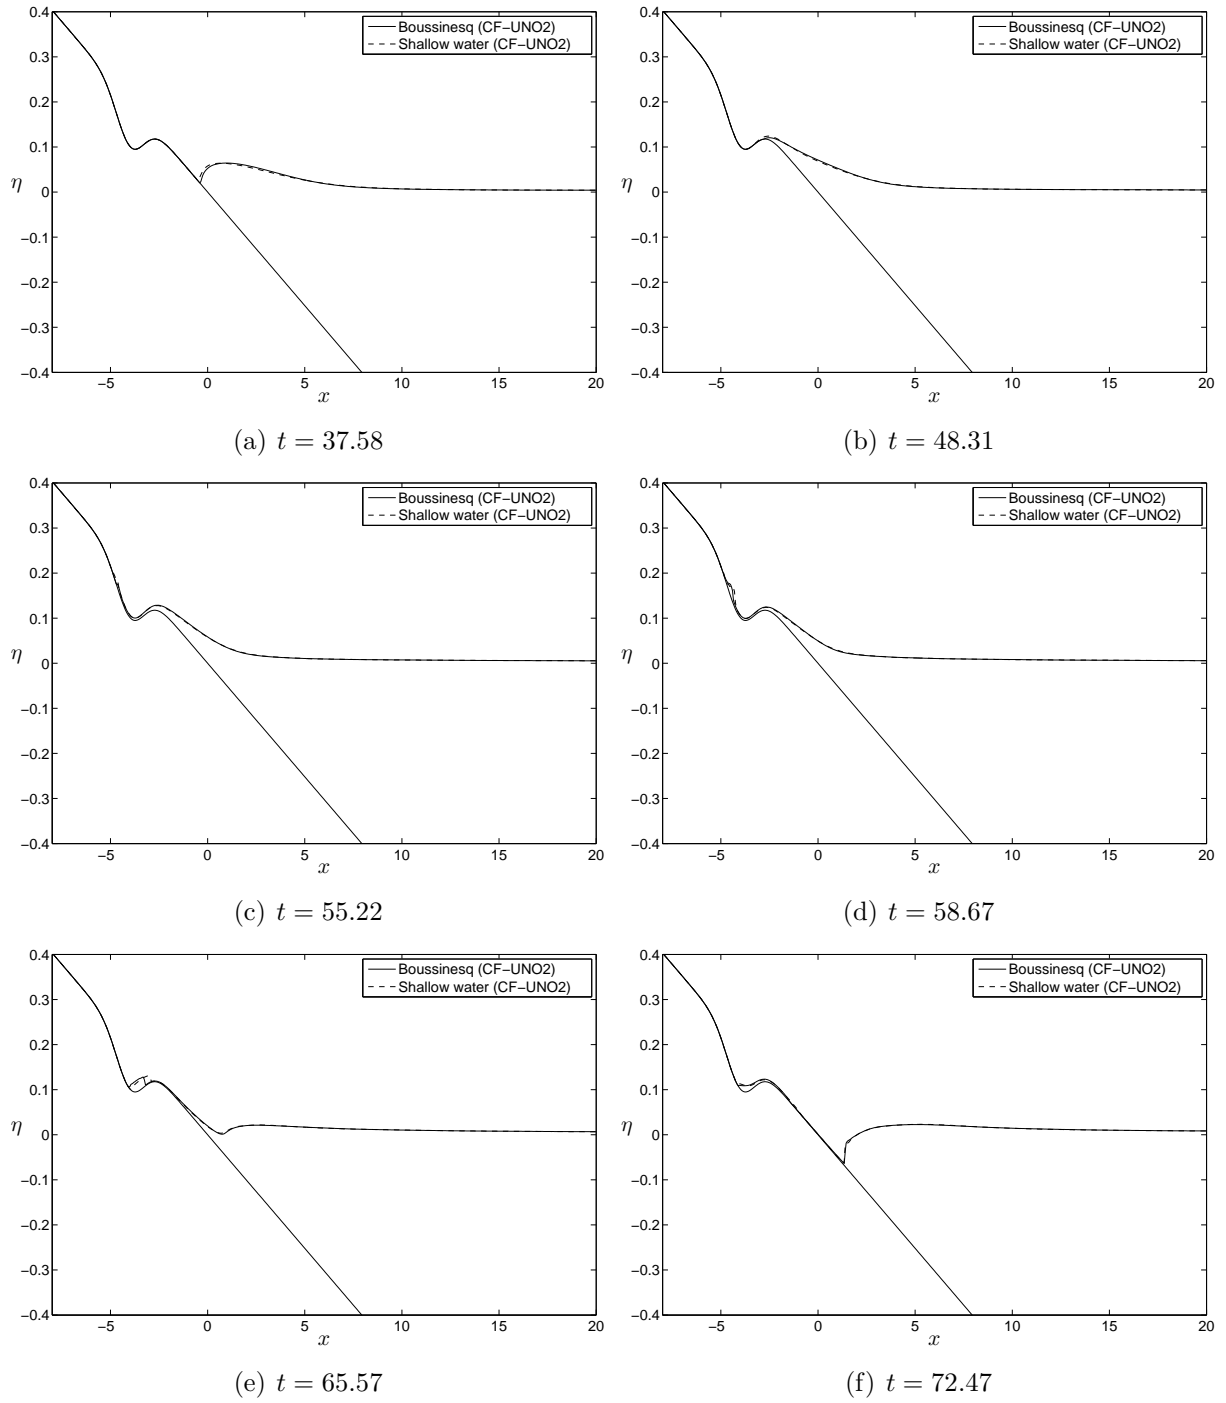 0.4
0.3
0.2
0.1
0
−0.1
−0.2
−0.3
−0.4
η
−5 0 5 10 15 20
x
Boussinesq (CF−UNO2)
Shallow water (CF−UNO2)
(a) t = 37.58
0.4
0.3
0.2
0.1
0
−0.1
−0.2
−0.3
−0.4
η
−5 0 5 10 15 20
x
Boussinesq (CF−UNO2)
Shallow water (CF−UNO2)
(b) t = 48.31
0.4
0.3
0.2
0.1
0
−0.1
−0.2
−0.3
−0.4
η
−5 0 5 10 15 20
x
Boussinesq (CF−UNO2)
Shallow water (CF−UNO2)
(c) t = 55.22
0.4
0.3
0.2
0.1
0
−0.1
−0.2
−0.3
−0.4
η
−5 0 5 10 15 20
x
Boussinesq (CF−UNO2)
Shallow water (CF−UNO2)
(d) t = 58.67
0.4
0.3
0.2
0.1
0
−0.1
−0.2
−0.3
−0.4
η
−5 0 5 10 15 20
x
Boussinesq (CF−UNO2)
Shallow water (CF−UNO2)
(e) t = 65.57
0.4
0.3
0.2
0.1
0
−0.1
−0.2
−0.3
−0.4
η
−5 0 5 10 15 20
x
Boussinesq (CF−UNO2)
Shallow water (CF−UNO2)
(f) t = 72.47